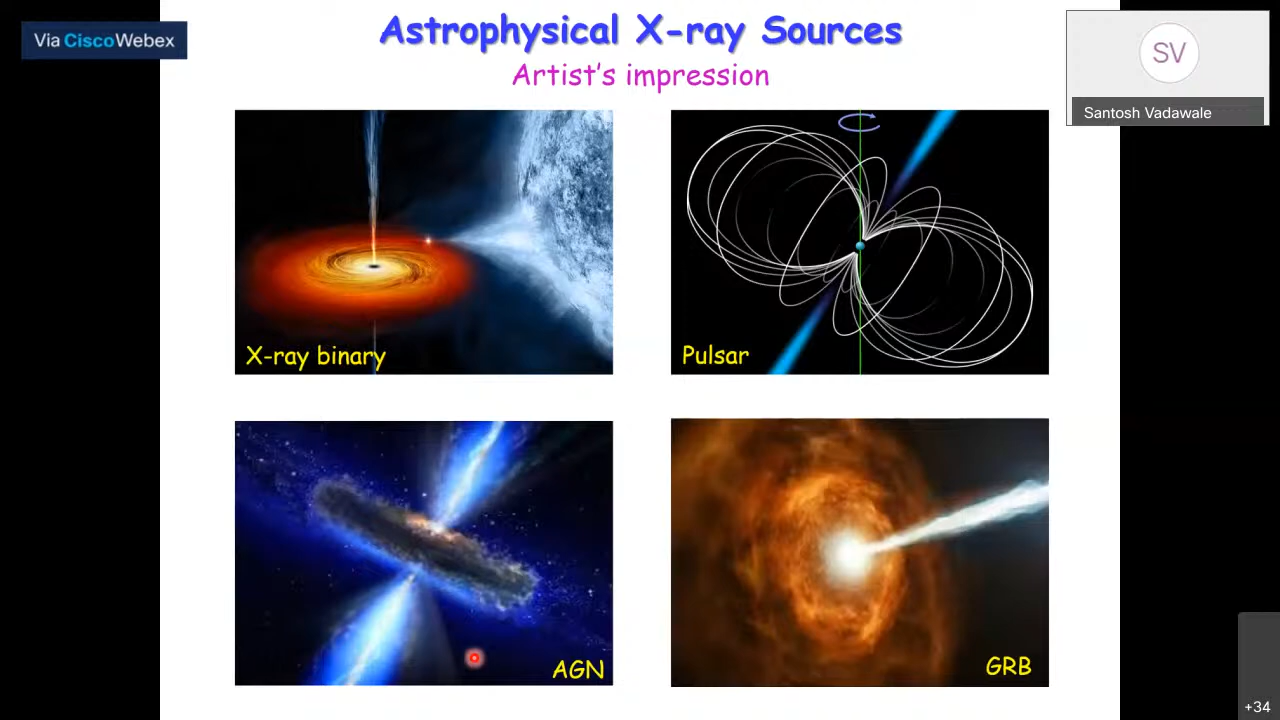 Via CiscoWebex
Astrophysical X-ray Sources
Artist's impression
SV
Santosh Vadawale
X-ray binary
Pulsar
AGN
GRB
+34